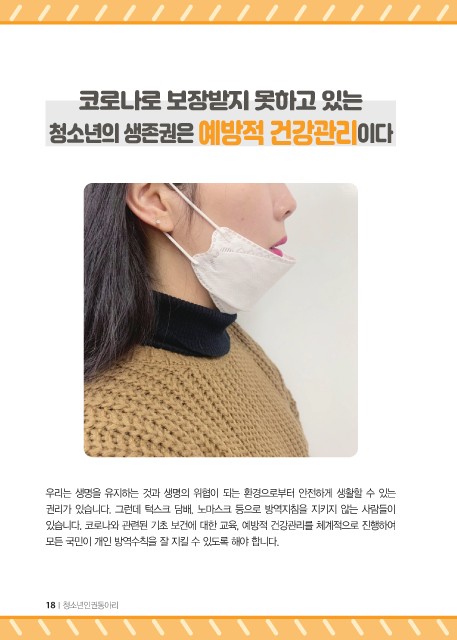 코로나로 보장받지 못하고 있는
청소년의 생존권은 예방적 건강관리이다
우리는 생명을 유지하는 것과 생명의 위협이 되는 환경으로부터 안전하게 생활할 수 있는
권리가 있습니다. 그런데 턱스크 담배, 노마스크 등으로 방역지침을 지키지 않는 사람들이
있습니다. 코로나와 관련된 기초 보건에 대한 교육, 예방적 건강관리를 체계적으로 진행하여
모든 국민이 개인 방역수칙을 잘 지킬 수 있도록 해야 합니다.
18 | 청소년인권동아리